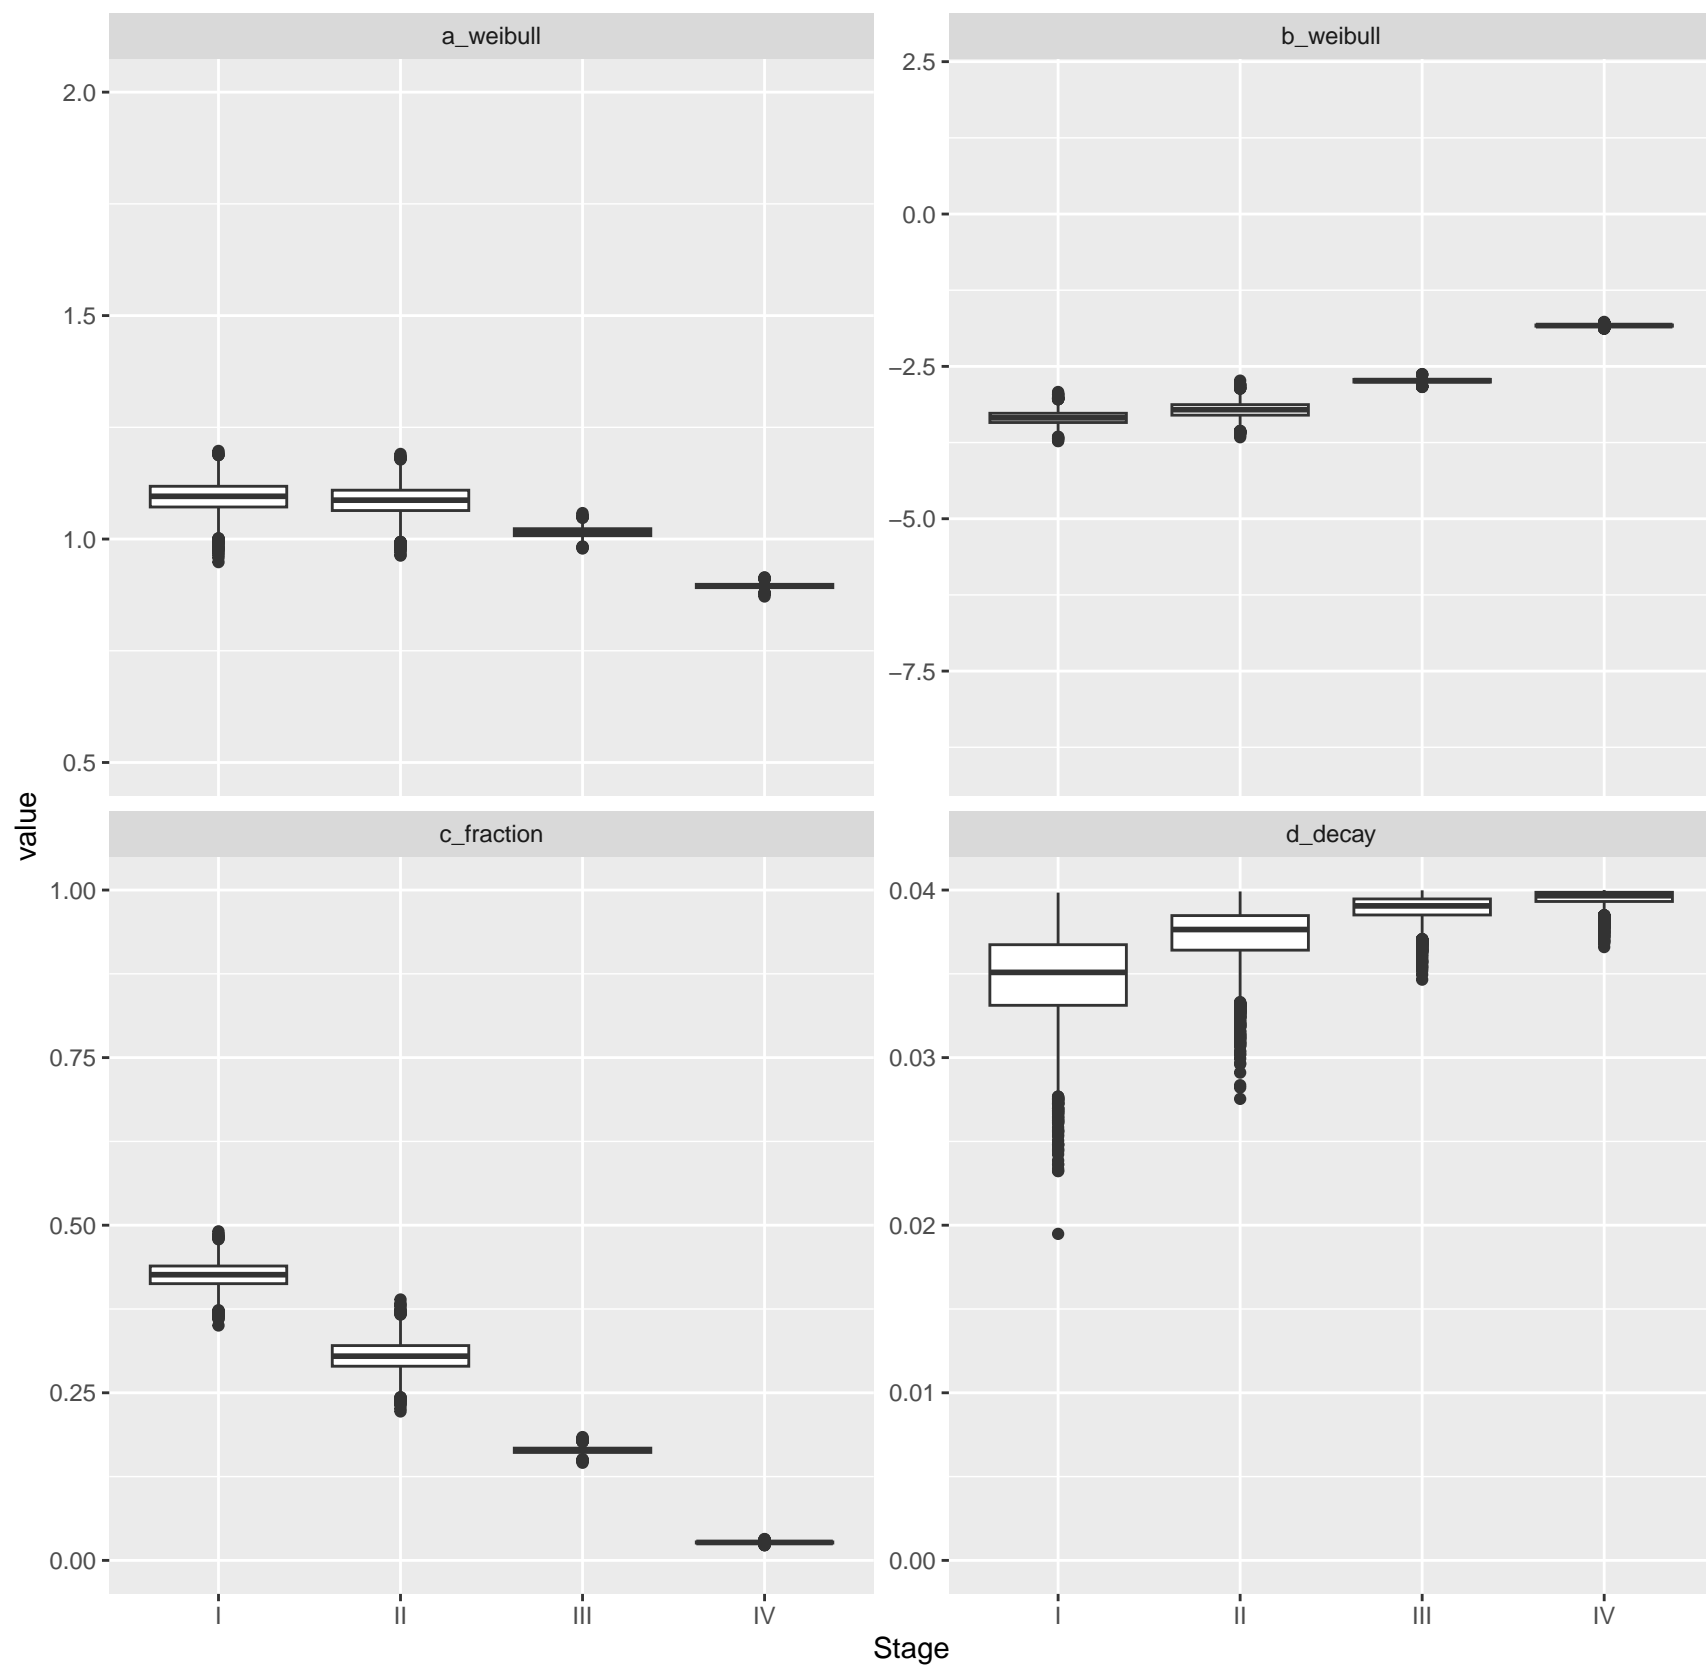 a_weibull
b_weibull
2.0
1.5
1.0
0.5
2.5
0.0
−2.5
−5.0
−7.5
value
c_fraction
d_decay
1.00
0.75
0.50
0.25
0.00
0.04
0.03
0.02
0.01
0.00
I II III IV
I II III IV
Stage